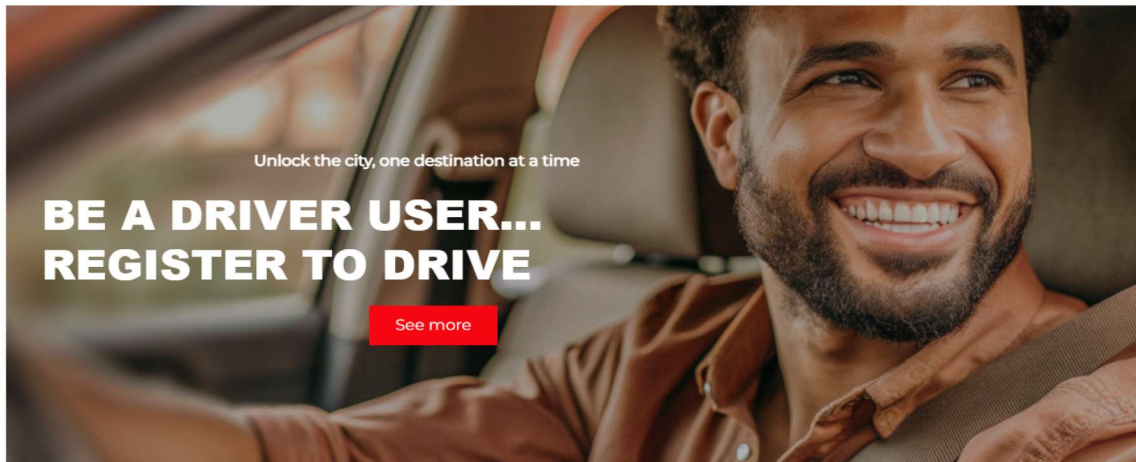 Unlock the city, one destination at a time
BE A DRIVER USER...
REGISTER TO DRIVE
See more